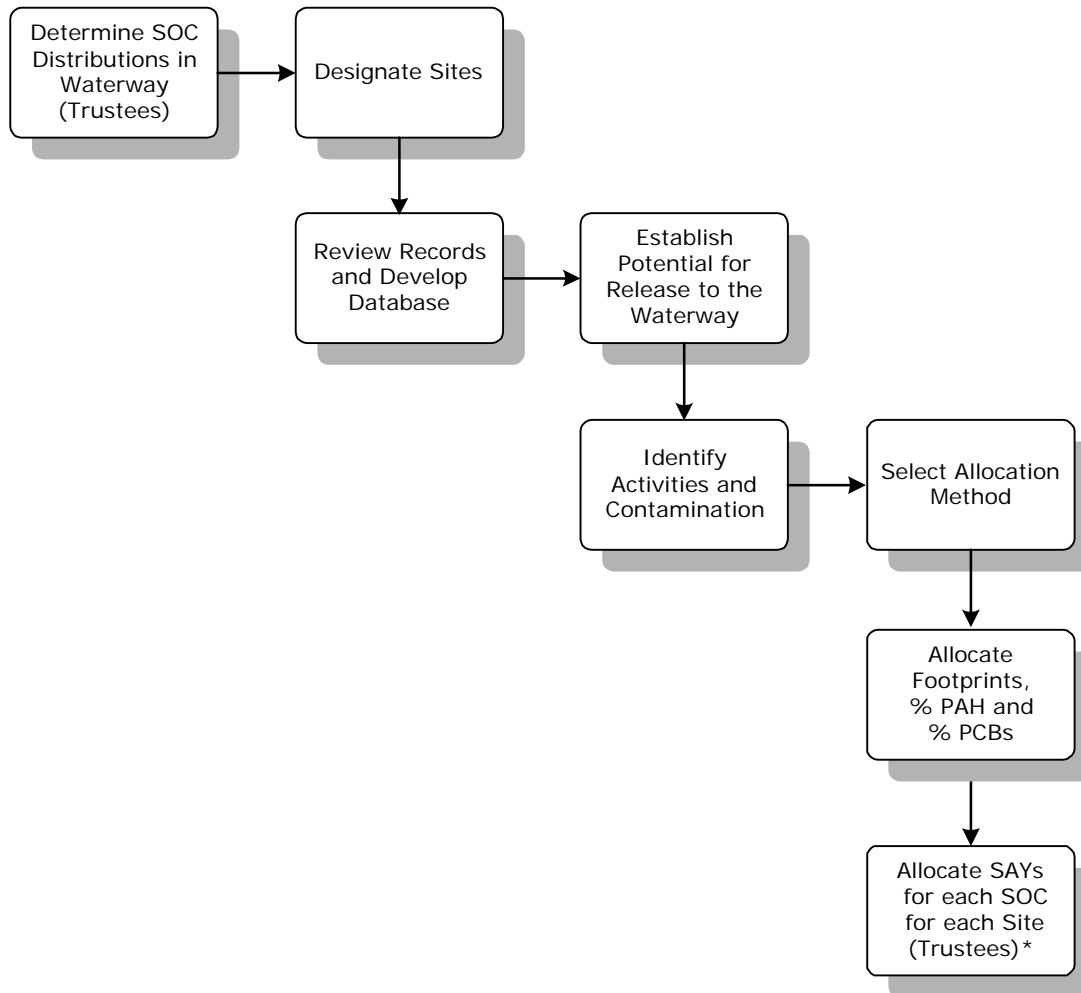 Determine SOC
Distributions in
Waterway
(Trustees)
Designate Sites
Review Records
and Develop
Database
Establish
Potential for
Release to the
Waterway
Identify
Activities and
Contamination
Select Allocation
Method
Allocate
Footprints,
% PAH and
% PCBs
Allocate SAYs
for each SOC
for each Site
(Trustees)*